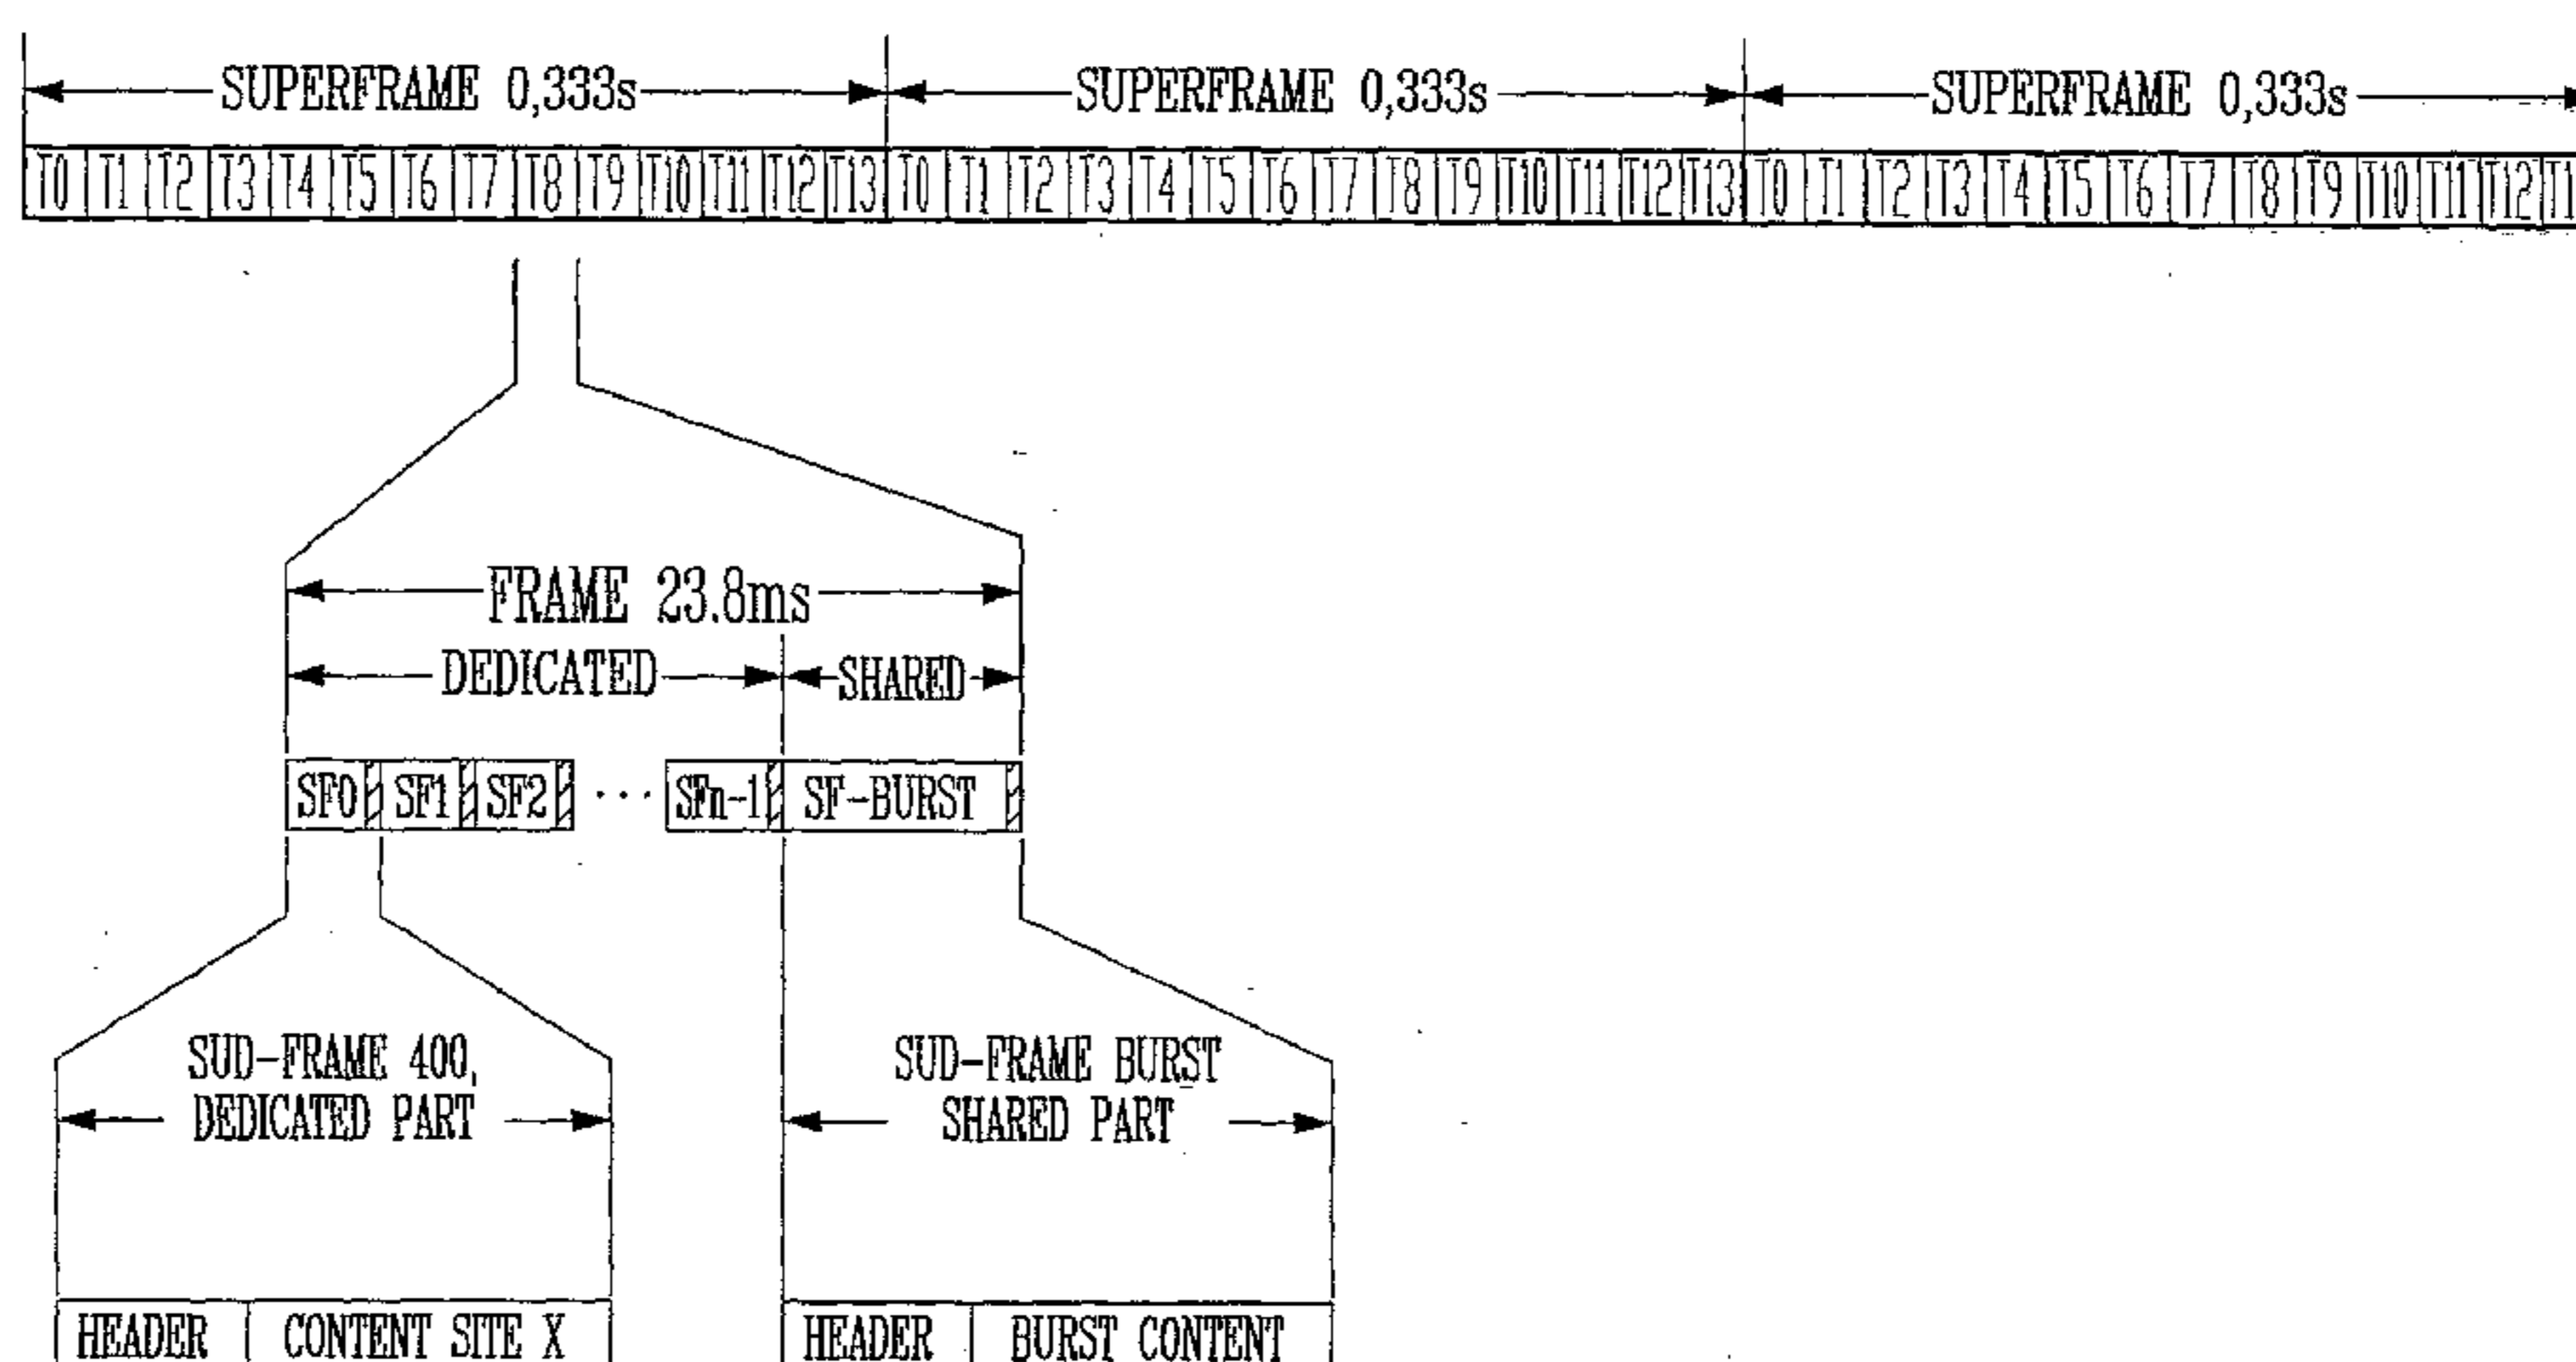 SUPERFRAME 0,333s SUPERFRAME 0,333s SUPERFRAME 0,333s
T0 T1 T2 T3 T4 T5 T6 T7 T8 T9 T10 T11 T12 T13 T0 T1 T2 T3 T4 T5 T6 T7 T8 T9 T10 T11 T12 T13 T0 T1 T2 T3 T4 T5 T6 T7 T8 T9 T10 T11 T12 T1
FRAME 23.8ms
DEDICATED SHARED
SF0 SF1 SF2 ... SFn-1 SF-BURST
SUD-FRAME 400,
DEDICATED PART
SUD-FRAME BURST
SHARED PART
HEADER CONTENT SITE X HEADER BURST CONTENT